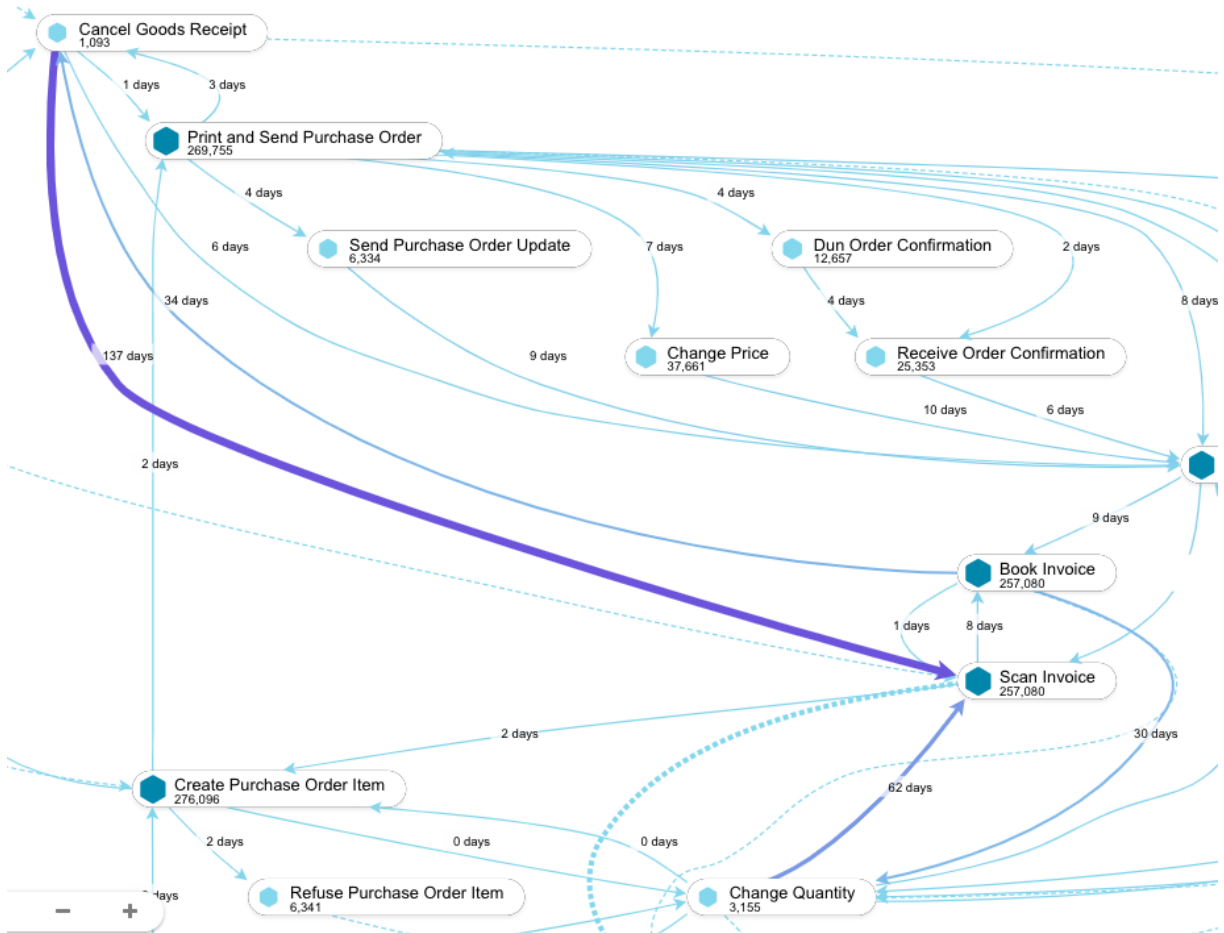 Cancel Goods Receipt
1,093
1 days
3 days
Print and Send Purchase Order
269,755
4 days
4 days
6 days
Send Purchase Order Update
6,334
7 days
Dun Order Confirmation
12,657
2 days
34 days
4 days
8 days
137 days
9 days
Change Price
37,661
Receive Order Confirmation
25,353
10 days
6 days
2 days
9 days
Book Invoice
257,080
1 days
8 days
Scan Invoice
257,080
2 days
30 days
Create Purchase Order Item
276,096
62 days
2 days
0 days
0 days
Refuse Purchase Order Item
6,341
Change Quantity
3,155
days